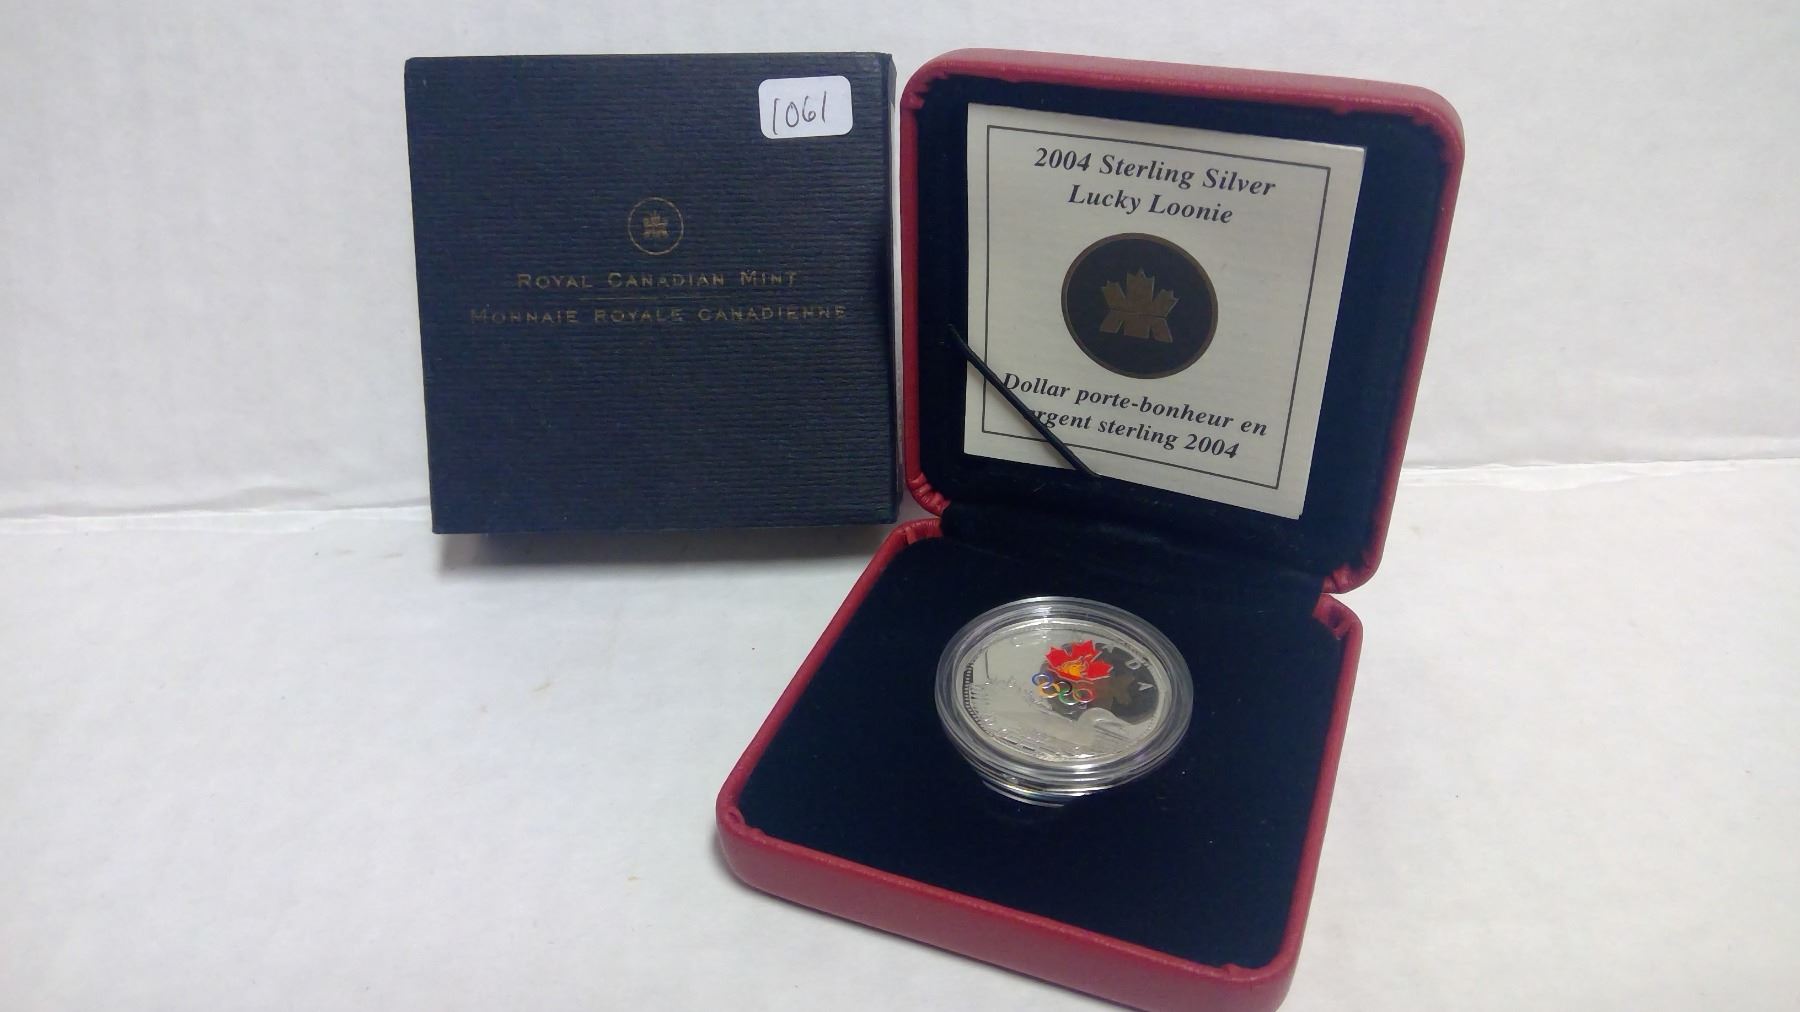 1061
ROYAL CANADIAN MINT
MONNAIE ROYALE CANADIENNE
2004 Sterling Silver
Lucky Loonie
Dollar porte-bonheur en
argent sterling 2004
CANADA